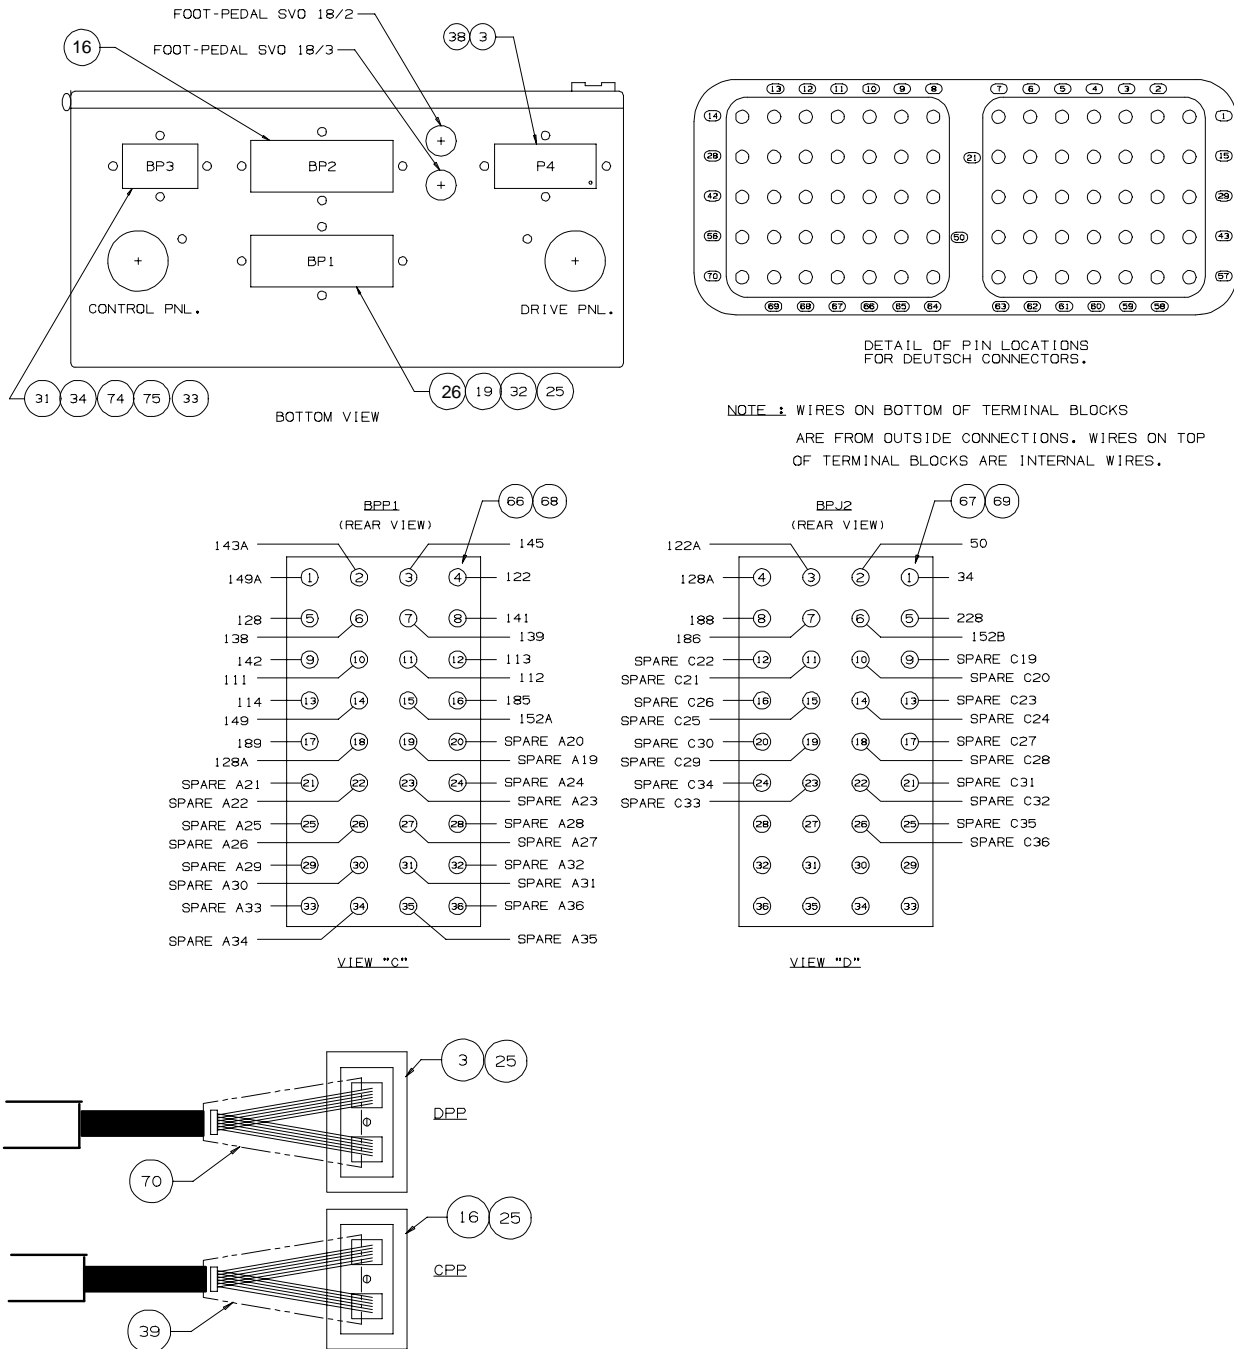 FOOT-PEDAL SVO 18/2
FOOT-PEDAL SVO 18/3
16
38 3
BP3
BP2
P4
BP1
CONTROL PNL.
DRIVE PNL.
31 34 74 75 33
26 19 32 25
BOTTOM VIEW
13 12 11 10 9 8 7 6 5 4 3 2
14 1
28 21 15
42 29
56 50 43
70 57
69 68 67 66 65 64 63 62 61 60 59 58
DETAIL OF PIN LOCATIONS
FOR DEUTSCH CONNECTORS.
NOTE : WIRES ON BOTTOM OF TERMINAL BLOCKS
ARE FROM OUTSIDE CONNECTIONS. WIRES ON TOP
OF TERMINAL BLOCKS ARE INTERNAL WIRES.
BPP1
(REAR VIEW)
66 68
143A 145
149A 1 2 3 4 122
128 5 6 7 8 141
138 139
142 9 10 11 12 113
111 112
114 13 14 15 16 185
149 152A
189 17 18 19 20 SPARE A20
128A SPARE A19
SPARE A21 21 22 23 24 SPARE A24
SPARE A22 SPARE A23
SPARE A25 25 26 27 28 SPARE A28
SPARE A26 SPARE A27
SPARE A29 29 30 31 32 SPARE A32
SPARE A30 SPARE A31
SPARE A33 33 34 35 36 SPARE A36
SPARE A34 SPARE A35
VIEW "C"
BPJ2
(REAR VIEW)
67 69
122A 50
128A 4 3 2 1 34
188 8 7 6 5 228
186 152B
SPARE C22 12 11 10 9 SPARE C19
SPARE C21 SPARE C20
SPARE C26 16 15 14 13 SPARE C23
SPARE C25 SPARE C24
SPARE C30 20 19 18 17 SPARE C27
SPARE C29 SPARE C28
SPARE C34 24 23 22 21 SPARE C31
SPARE C33 SPARE C32
28 27 26 25 SPARE C35
SPARE C36
32 31 30 29
36 35 34 33
VIEW "D"
3 25
DPP
70
16 25
CPP
39